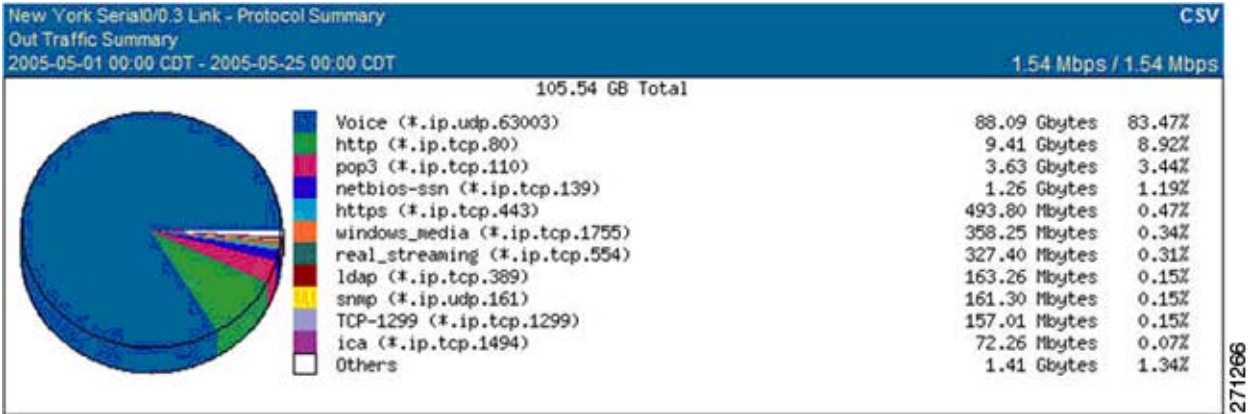 New York Serial0/0.3 Link - Protocol Summary CSV
Out Traffic Summary
2005-05-01 00:00 CDT - 2005-05-25 00:00 CDT 1.54 Mbps / 1.54 Mbps
105.54 GB Total
Voice (*.ip.udp.63003) 88.09 Gbytes 83.47%
http (*.ip.tcp.80) 9.41 Gbytes 8.92%
pop3 (*.ip.tcp.110) 3.63 Gbytes 3.44%
netbios-ssn (*.ip.tcp.139) 1.26 Gbytes 1.19%
https (*.ip.tcp.443) 493.80 Mbytes 0.47%
windows_media (*.ip.tcp.1755) 358.25 Mbytes 0.34%
real_streaming (*.ip.tcp.554) 327.40 Mbytes 0.31%
ldap (*.ip.tcp.389) 163.26 Mbytes 0.15%
snmp (*.ip.udp.161) 161.30 Mbytes 0.15%
TCP-1299 (*.ip.tcp.1299) 157.01 Mbytes 0.15%
ica (*.ip.tcp.1494) 72.26 Mbytes 0.07%
Others 1.41 Gbytes 1.34%
271266